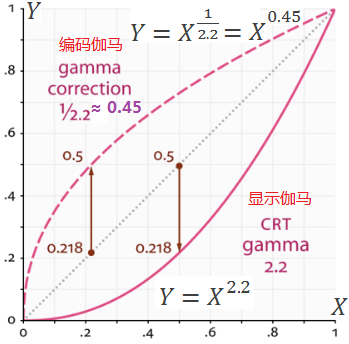 Y
1
编码伽马
Y = X^{\frac{1}{2.2}} = X^{0.45}
gamma
correction
1/2.2 ≈ 0.45
.8
.6
0.5
0.5
.4
显示伽马
CRT
gamma
2.2
0.218
0.218
.2
Y = X^{2.2}
X
0
0
.2
.4
.6
.8
1